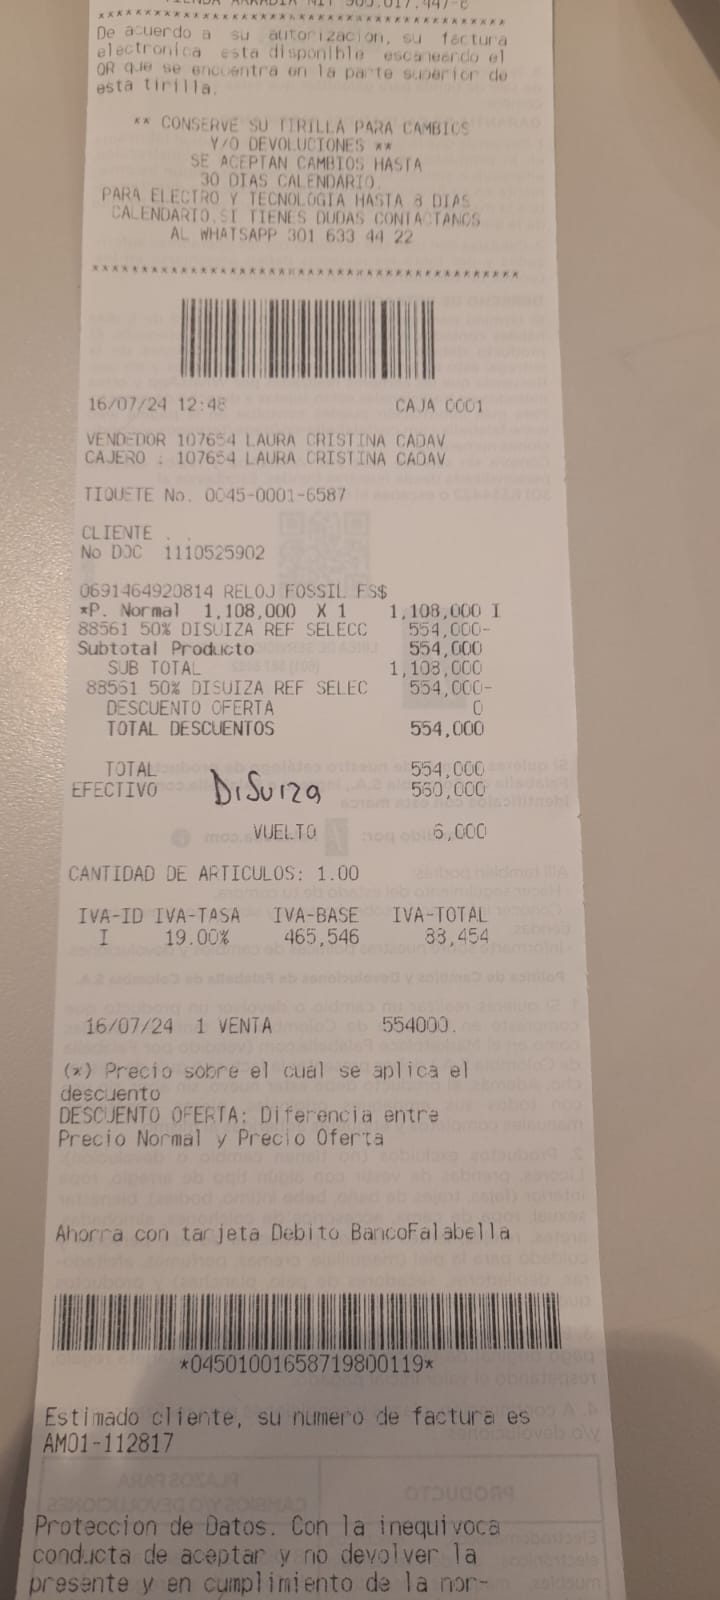 De acuerdo a su autorizacion, su factura
electronica esta disponible escaneando el
QR que se encuentra en la parte superior de
esta tirilla.
** CONSERVE SU TIRILLA PARA CAMBIOS
Y/O DEVOLUCIONES **
SE ACEPTAN CAMBIOS HASTA
30 DIAS CALENDARIO.
PARA ELECTRO Y TECNOLOGIA HASTA 8 DIAS
CALENDARIO.SI TIENES DUDAS CONTACTANOS
AL WHATSAPP 301 633 44 22
16/07/24 12:48 CAJA 0001
VENDEDOR 107654 LAURA CRISTINA CADAV
CAJERO : 107654 LAURA CRISTINA CADAV
TIQUETE No. 0045-0001-6587
CLIENTE . .
No DOC 1110525902
0691464920814 RELOJ FOSSIL FS$
*P. Normal 1,108,000 X 1 1,108,000 I
88561 50% DISUIZA REF SELECC 554,000-
Subtotal Producto 554,000
SUB TOTAL 1,108,000
88561 50% DISUIZA REF SELEC 554,000-
DESCUENTO OFERTA 0
TOTAL DESCUENTOS 554,000
TOTAL 554,000
EFECTIVO 560,000
DiSuiza
VUELTO 6,000
CANTIDAD DE ARTICULOS: 1.00
IVA-ID IVA-TASA IVA-BASE IVA-TOTAL
I 19.00% 465,546 88,454
16/07/24 1 VENTA 554000.
(*) Precio sobre el cual se aplica el
descuento
DESCUENTO OFERTA: Diferencia entre
Precio Normal y Precio Oferta
Ahorra con tarjeta Debito BancoFalabella
*04501001658719800119*
Estimado cliente, su numero de factura es
AM01-112817
Proteccion de Datos. Con la inequivoca
conducta de aceptar y no devolver la
presente y en cumplimiento de la nor-